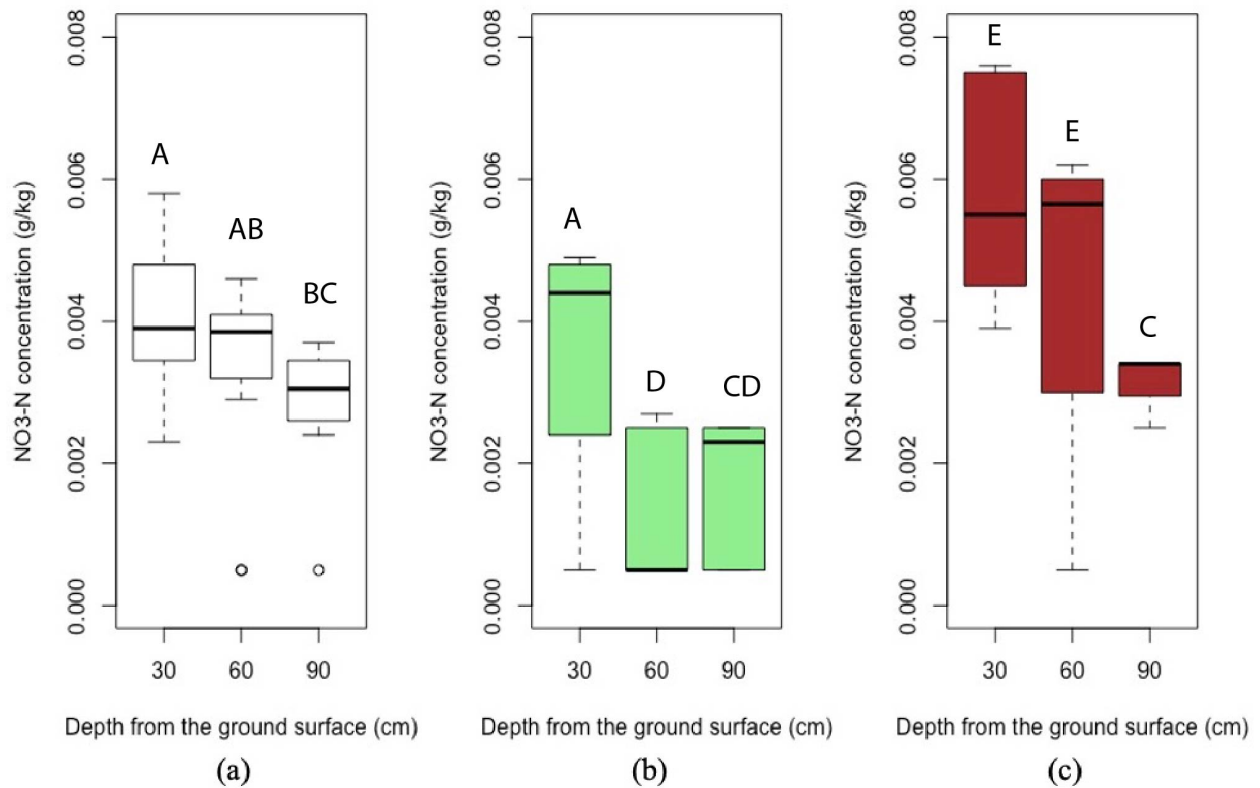 0.008
0.006
0.004
0.002
0.000
NO3-N concentration (g/kg)
A
AB
BC
30 60 90
Depth from the ground surface (cm)
(a)
0.008
0.006
0.004
0.002
0.000
NO3-N concentration (g/kg)
A
D
CD
30 60 90
Depth from the ground surface (cm)
(b)
0.008
0.006
0.004
0.002
0.000
NO3-N concentration (g/kg)
E
E
C
30 60 90
Depth from the ground surface (cm)
(c)